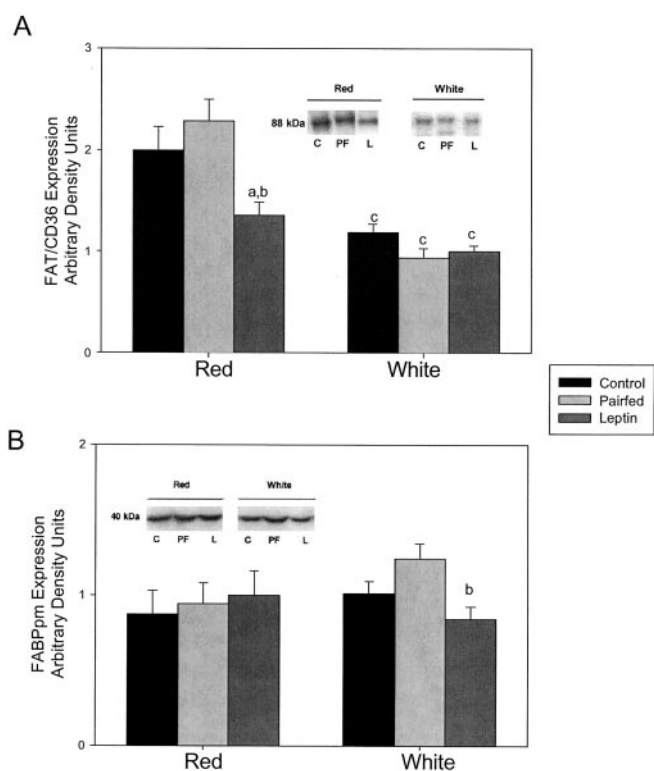 A
FAT/CD36 Expression
Arbitrary Density Units
3
2
1
0
Red White
88 kDa
C PF L C PF L
a,b
c c c
Red White
Control
Pairfed
Leptin
B
FABPpm Expression
Arbitrary Density Units
2
1
0
Red White
40 kDa
C PF L C PF L
b
Red White